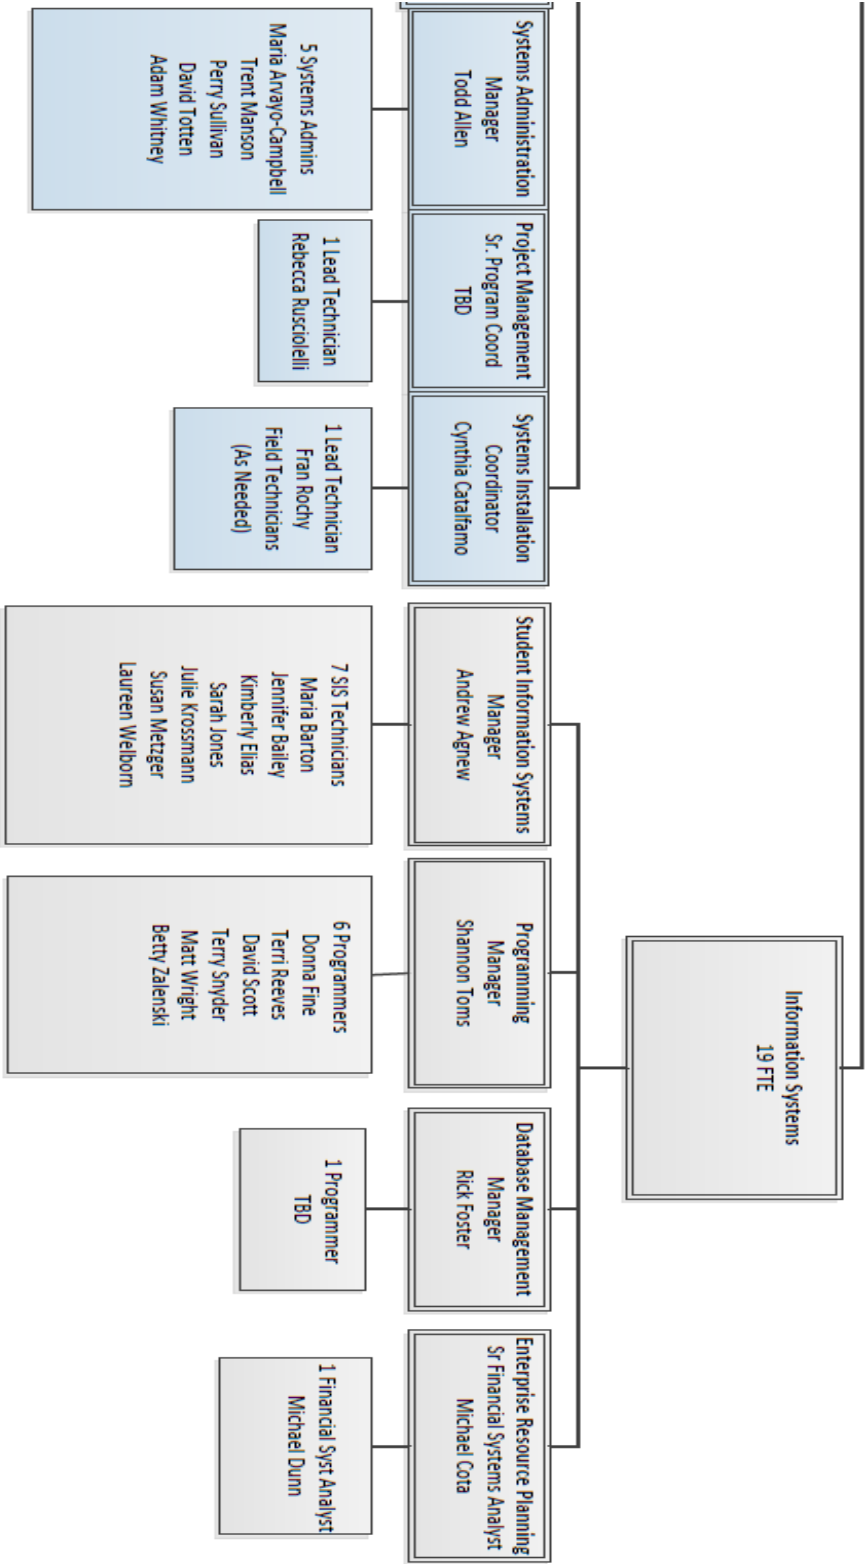 Information Systems
19 FTE
Systems Administration
Manager
Todd Allen
5 Systems Admins
Maria Arvayo-Campbell
Trent Manson
Perry Sullivan
David Totten
Adam Whitney
Project Management
Sr. Program Coord
TBD
1 Lead Technician
Rebecca Rusciolelli
Systems Installation
Coordinator
Cynthia Catalfamo
1 Lead Technician
Fran Rochy
Field Technicians
(As Needed)
Student Information Systems
Manager
Andrew Agnew
7 SIS Technicians
Maria Barton
Jennifer Bailey
Kimberly Elias
Sarah Jones
Julie Krossmann
Susan Metzger
Laureen Welborn
Programming
Manager
Shannon Toms
6 Programmers
Donna Fine
Terri Reeves
David Scott
Terry Snyder
Matt Wright
Betty Zalenski
Database Management
Manager
Rick Foster
1 Programmer
TBD
Enterprise Resource Planning
Sr Financial Systems Analyst
Michael Cota
1 Financial Syst Analyst
Michael Dunn